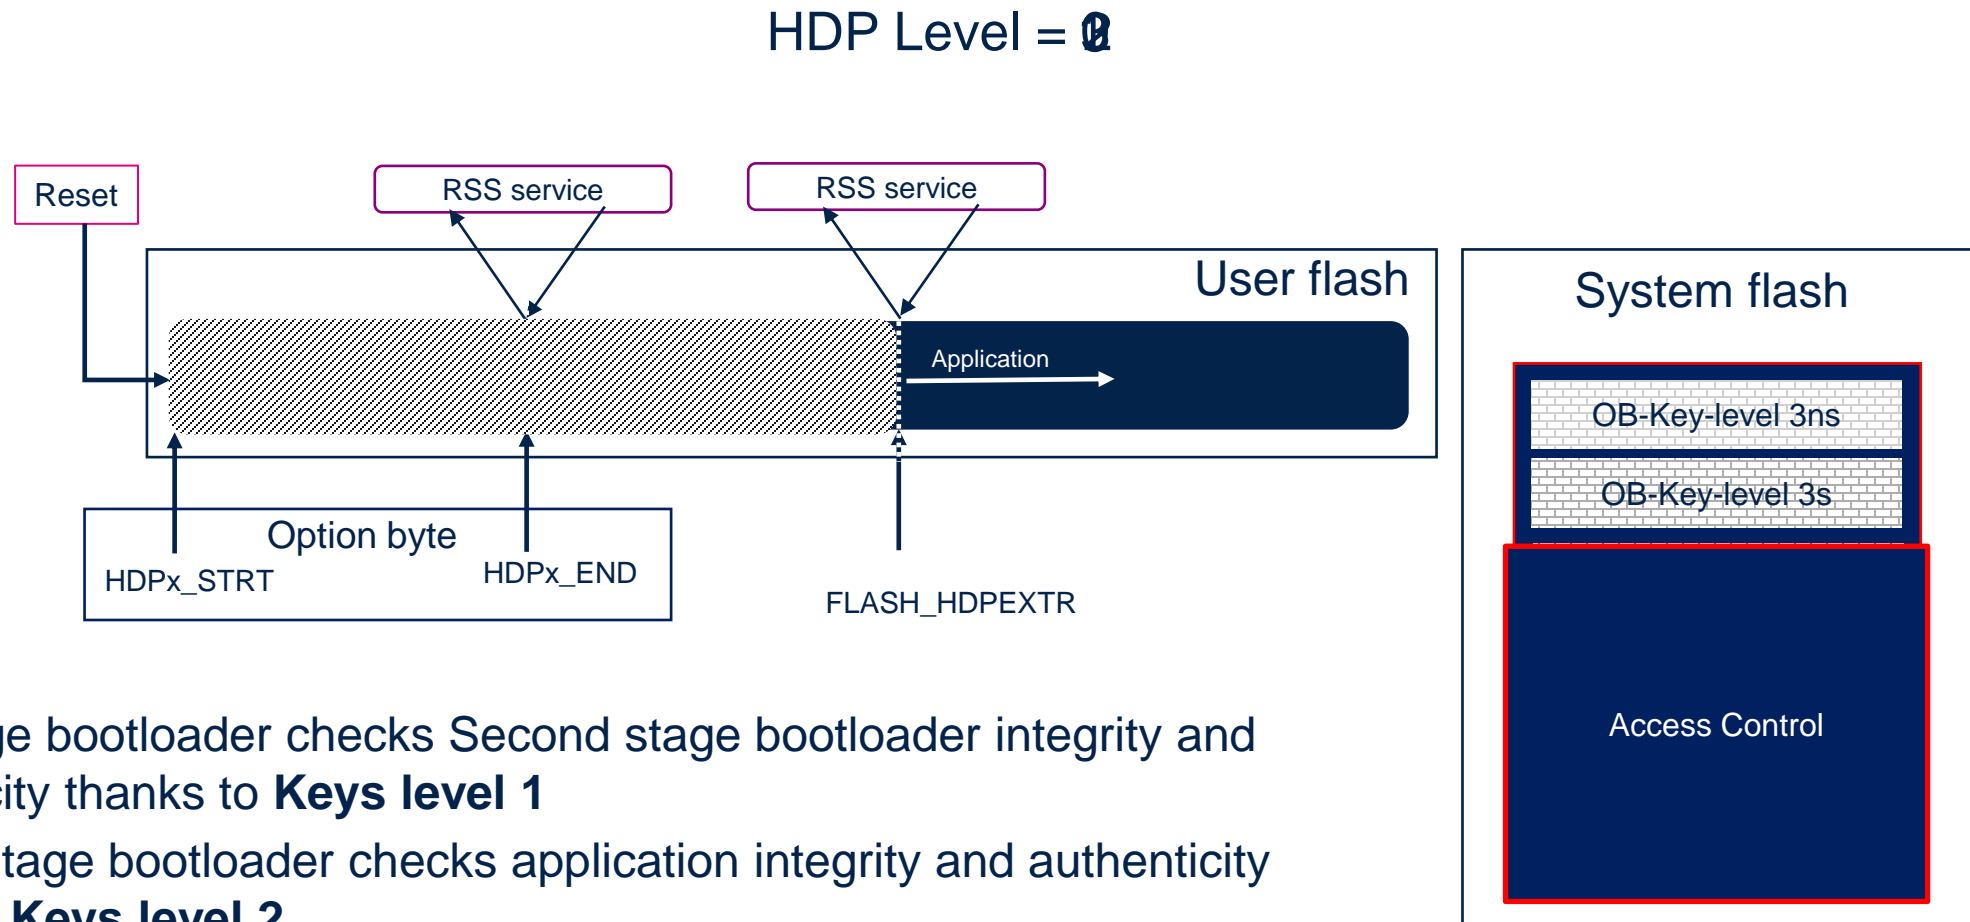 HDP Level =
Reset
RSS service
RSS service
User flash
System flash
Application
OB-Key-level 3ns
OB-Key-level 3s
Option byte
HDPx_STRT
HDPx_END
FLASH_HDPEXTR
Access Control
bootloader checks Second stage bootloader integrity and
thanks to Keys level 1
bootloader checks application integrity and authenticity
Keys level 2